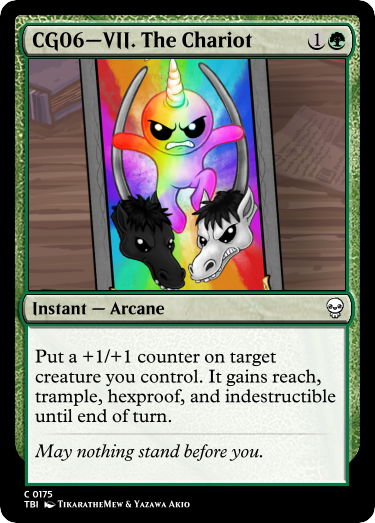 CG06—VII. The Chariot 1
Instant — Arcane
Put a +1/+1 counter on target
creature you control. It gains reach,
trample, hexproof, and indestructible
until end of turn.
May nothing stand before you.
C 0175
TBI TikaratheMew & Yazawa Akio